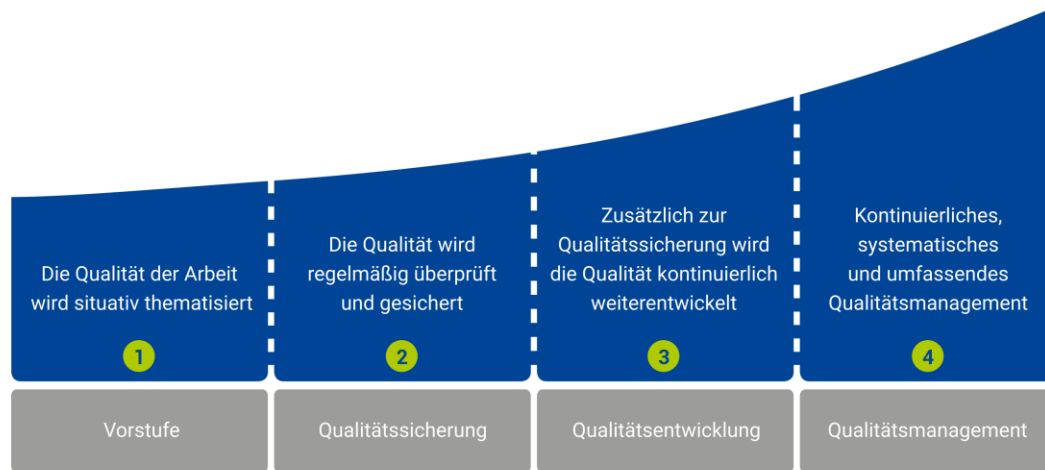 Die Qualität der Arbeit
wird situativ thematisiert
1
Vorstufe
Die Qualität wird
regelmäßig überprüft
und gesichert
2
Qualitätssicherung
Zusätzlich zur
Qualitätssicherung wird
die Qualität kontinuierlich
weiterentwickelt
3
Qualitätsentwicklung
Kontinuierliches,
systematisches
und umfassendes
Qualitätsmanagement
4
Qualitätsmanagement